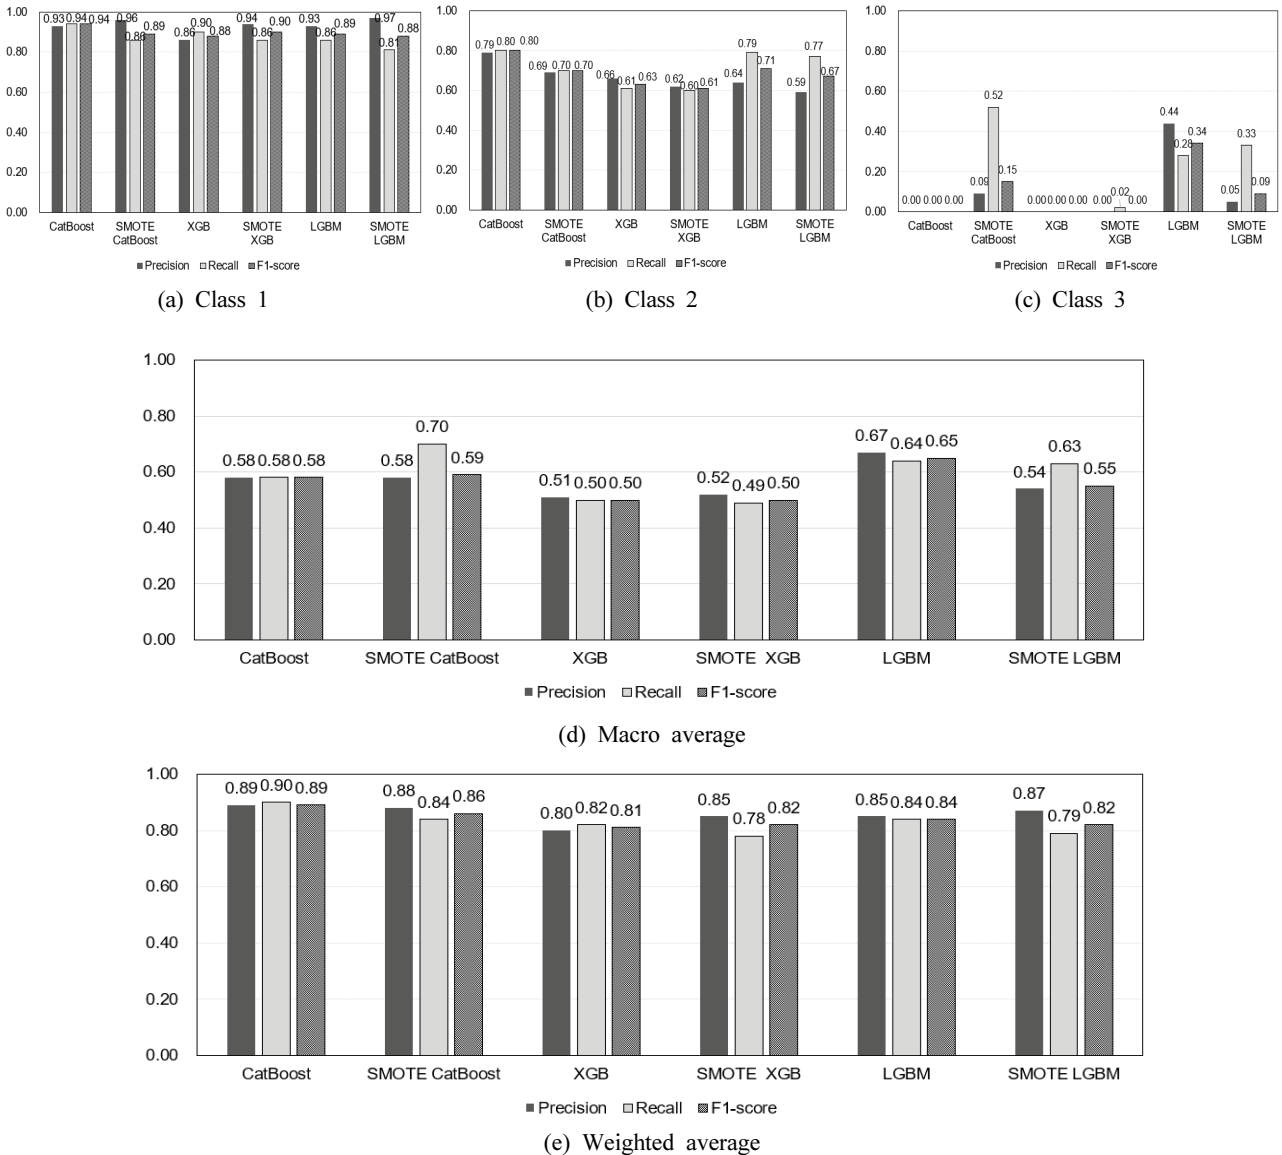 1.00
0.80
0.60
0.40
0.20
0.00
0.93 0.94 0.94 0.96 0.86 0.89 0.86 0.90 0.88 0.94 0.86 0.90 0.93 0.86 0.89 0.97 0.81 0.88
CatBoost SMOTE CatBoost XGB SMOTE XGB LGBM SMOTE LGBM
Precision Recall F1-score
(a) Class 1
1.00
0.80
0.60
0.40
0.20
0.00
0.79 0.80 0.80 0.69 0.70 0.70 0.66 0.61 0.63 0.62 0.60 0.61 0.64 0.79 0.71 0.59 0.77 0.67
CatBoost SMOTE CatBoost XGB SMOTE XGB LGBM SMOTE LGBM
Precision Recall F1-score
(b) Class 2
1.00
0.80
0.60
0.40
0.20
0.00
0.00 0.00 0.00 0.09 0.52 0.15 0.00 0.00 0.00 0.00 0.02 0.00 0.44 0.28 0.34 0.05 0.33 0.09
CatBoost SMOTE CatBoost XGB SMOTE XGB LGBM SMOTE LGBM
Precision Recall F1-score
(c) Class 3
1.00
0.80
0.60
0.40
0.20
0.00
0.58 0.58 0.58 0.58 0.70 0.59 0.51 0.50 0.50 0.52 0.49 0.50 0.67 0.64 0.65 0.54 0.63 0.55
CatBoost SMOTE CatBoost XGB SMOTE XGB LGBM SMOTE LGBM
Precision Recall F1-score
(d) Macro average
1.00
0.80
0.60
0.40
0.20
0.00
0.89 0.90 0.89 0.88 0.84 0.86 0.80 0.82 0.81 0.85 0.78 0.82 0.85 0.84 0.84 0.87 0.79 0.82
CatBoost SMOTE CatBoost XGB SMOTE XGB LGBM SMOTE LGBM
Precision Recall F1-score
(e) Weighted average